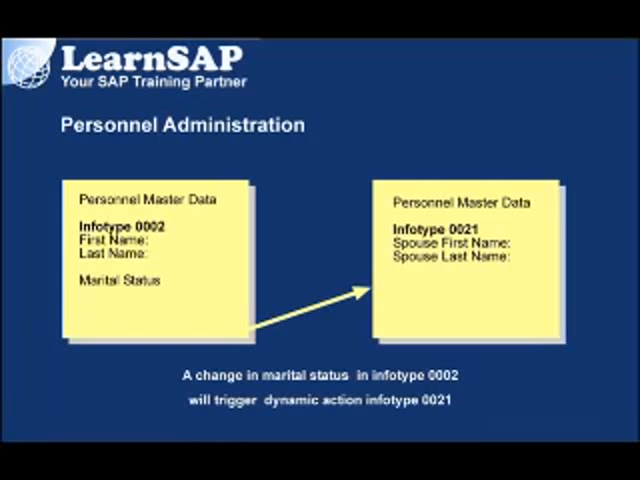 LearnSAP
Your SAP Training Partner
Personnel Administration
Personnel Master Data
Infotype 0002
First Name:
Last Name:
Marital Status
Personnel Master Data
Infotype 0021
Spouse First Name:
Spouse Last Name:
A change in marital status in infotype 0002
will trigger dynamic action infotype 0021